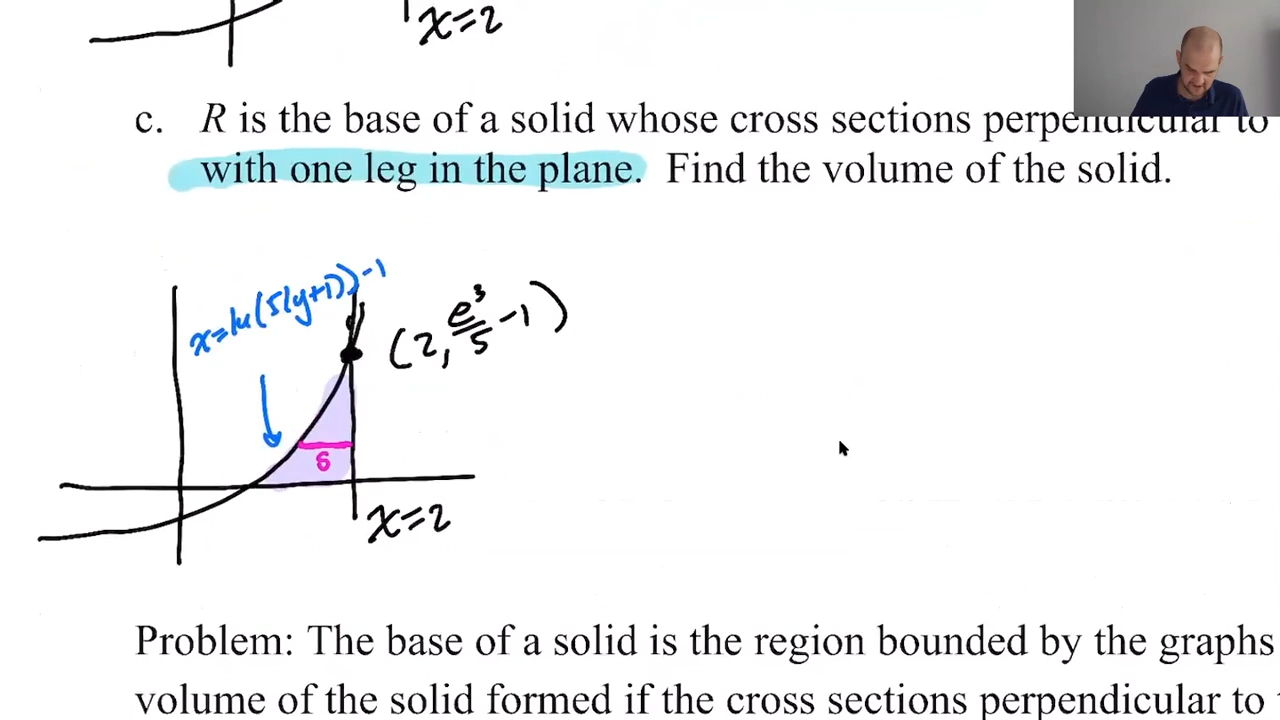 x=2
c. R is the base of a solid whose cross sections perpendicular to
with one leg in the plane. Find the volume of the solid.
x=ln(5(y+1))-1
(2, e³/5 -1)
s
x=2
Problem: The base of a solid is the region bounded by the graphs
volume of the solid formed if the cross sections perpendicular to